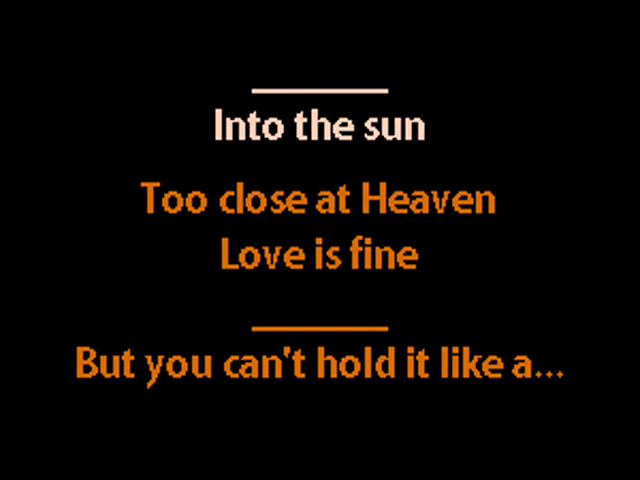 Into the sun
Too close at Heaven
Love is fine
But you can't hold it like a...